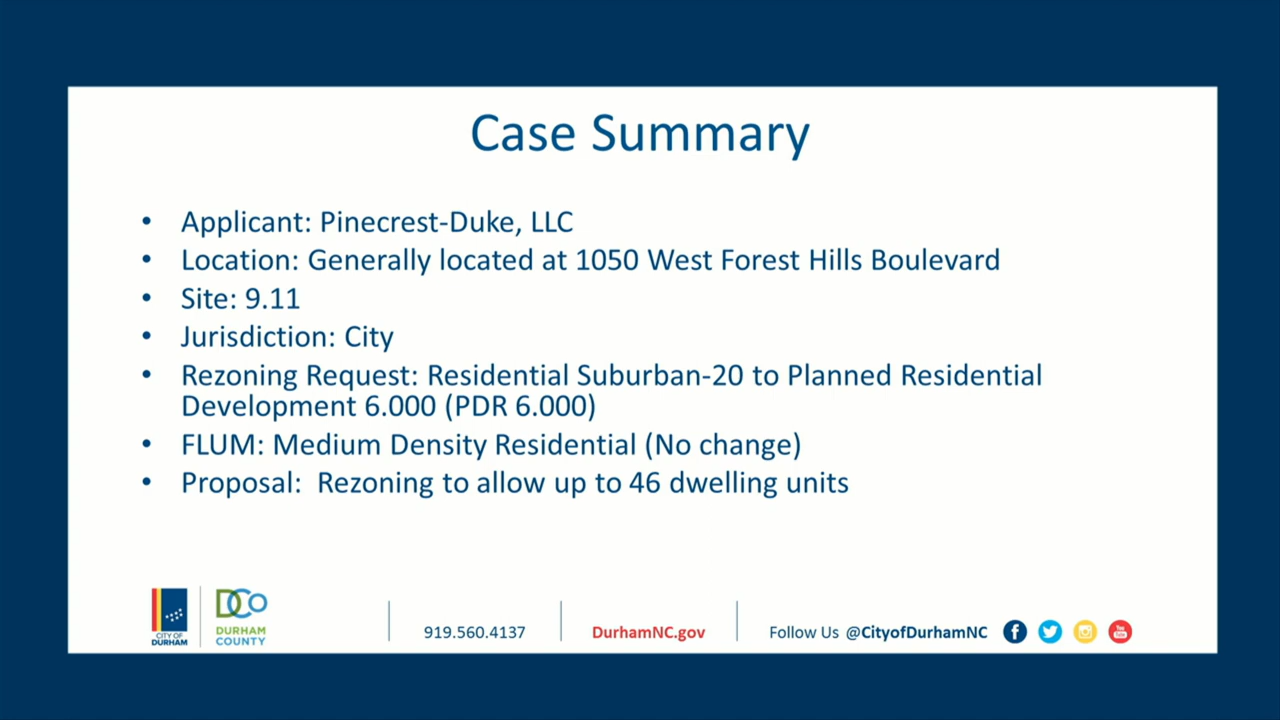 Case Summary
• Applicant: Pinecrest-Duke, LLC
• Location: Generally located at 1050 West Forest Hills Boulevard
• Site: 9.11
• Jurisdiction: City
• Rezoning Request: Residential Suburban-20 to Planned Residential
Development 6.000 (PDR 6.000)
• FLUM: Medium Density Residential (No change)
• Proposal:  Rezoning to allow up to 46 dwelling units
CITY OF
DURHAM
DCo
DURHAM
COUNTY
919.560.4137
DurhamNC.gov
Follow Us @CityofDurhamNC
f
You
Tube